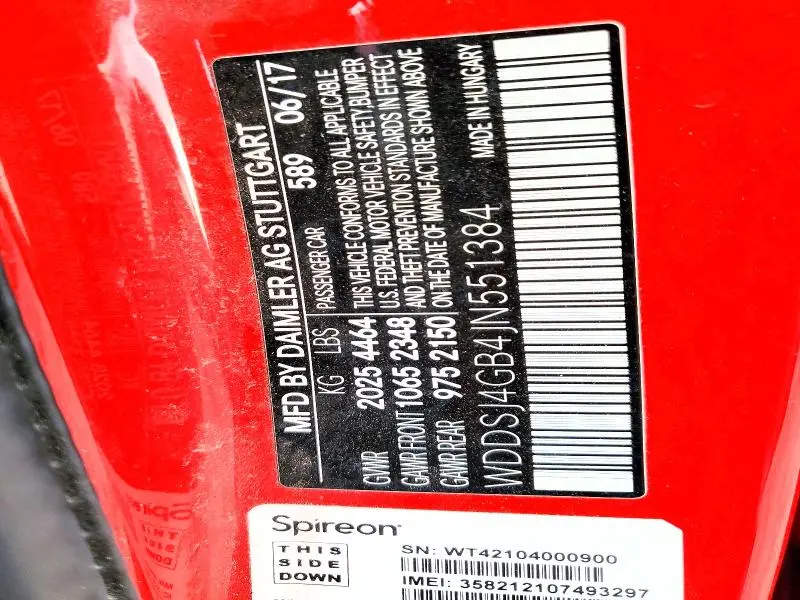 MFD BY DAIMLER AG STUTTGART
589 06/17
KG LBS PASSENGER CAR
GVWR 2025 4464 THIS VEHICLE CONFORMS TO ALL APPLICABLE
GAWR FRONT 1065 2348 U.S. FEDERAL MOTOR VEHICLE SAFETY, BUMPER
GAWR REAR 975 2150 AND THEFT PREVENTION STANDARDS IN EFFECT
ON THE DATE OF MANUFACTURE SHOWN ABOVE
WDDSJ4GB4JN551384 MADE IN HUNGARY
Spireon
THIS
SIDE
DOWN
SN: WT42104000900
IMEI: 358212107493297